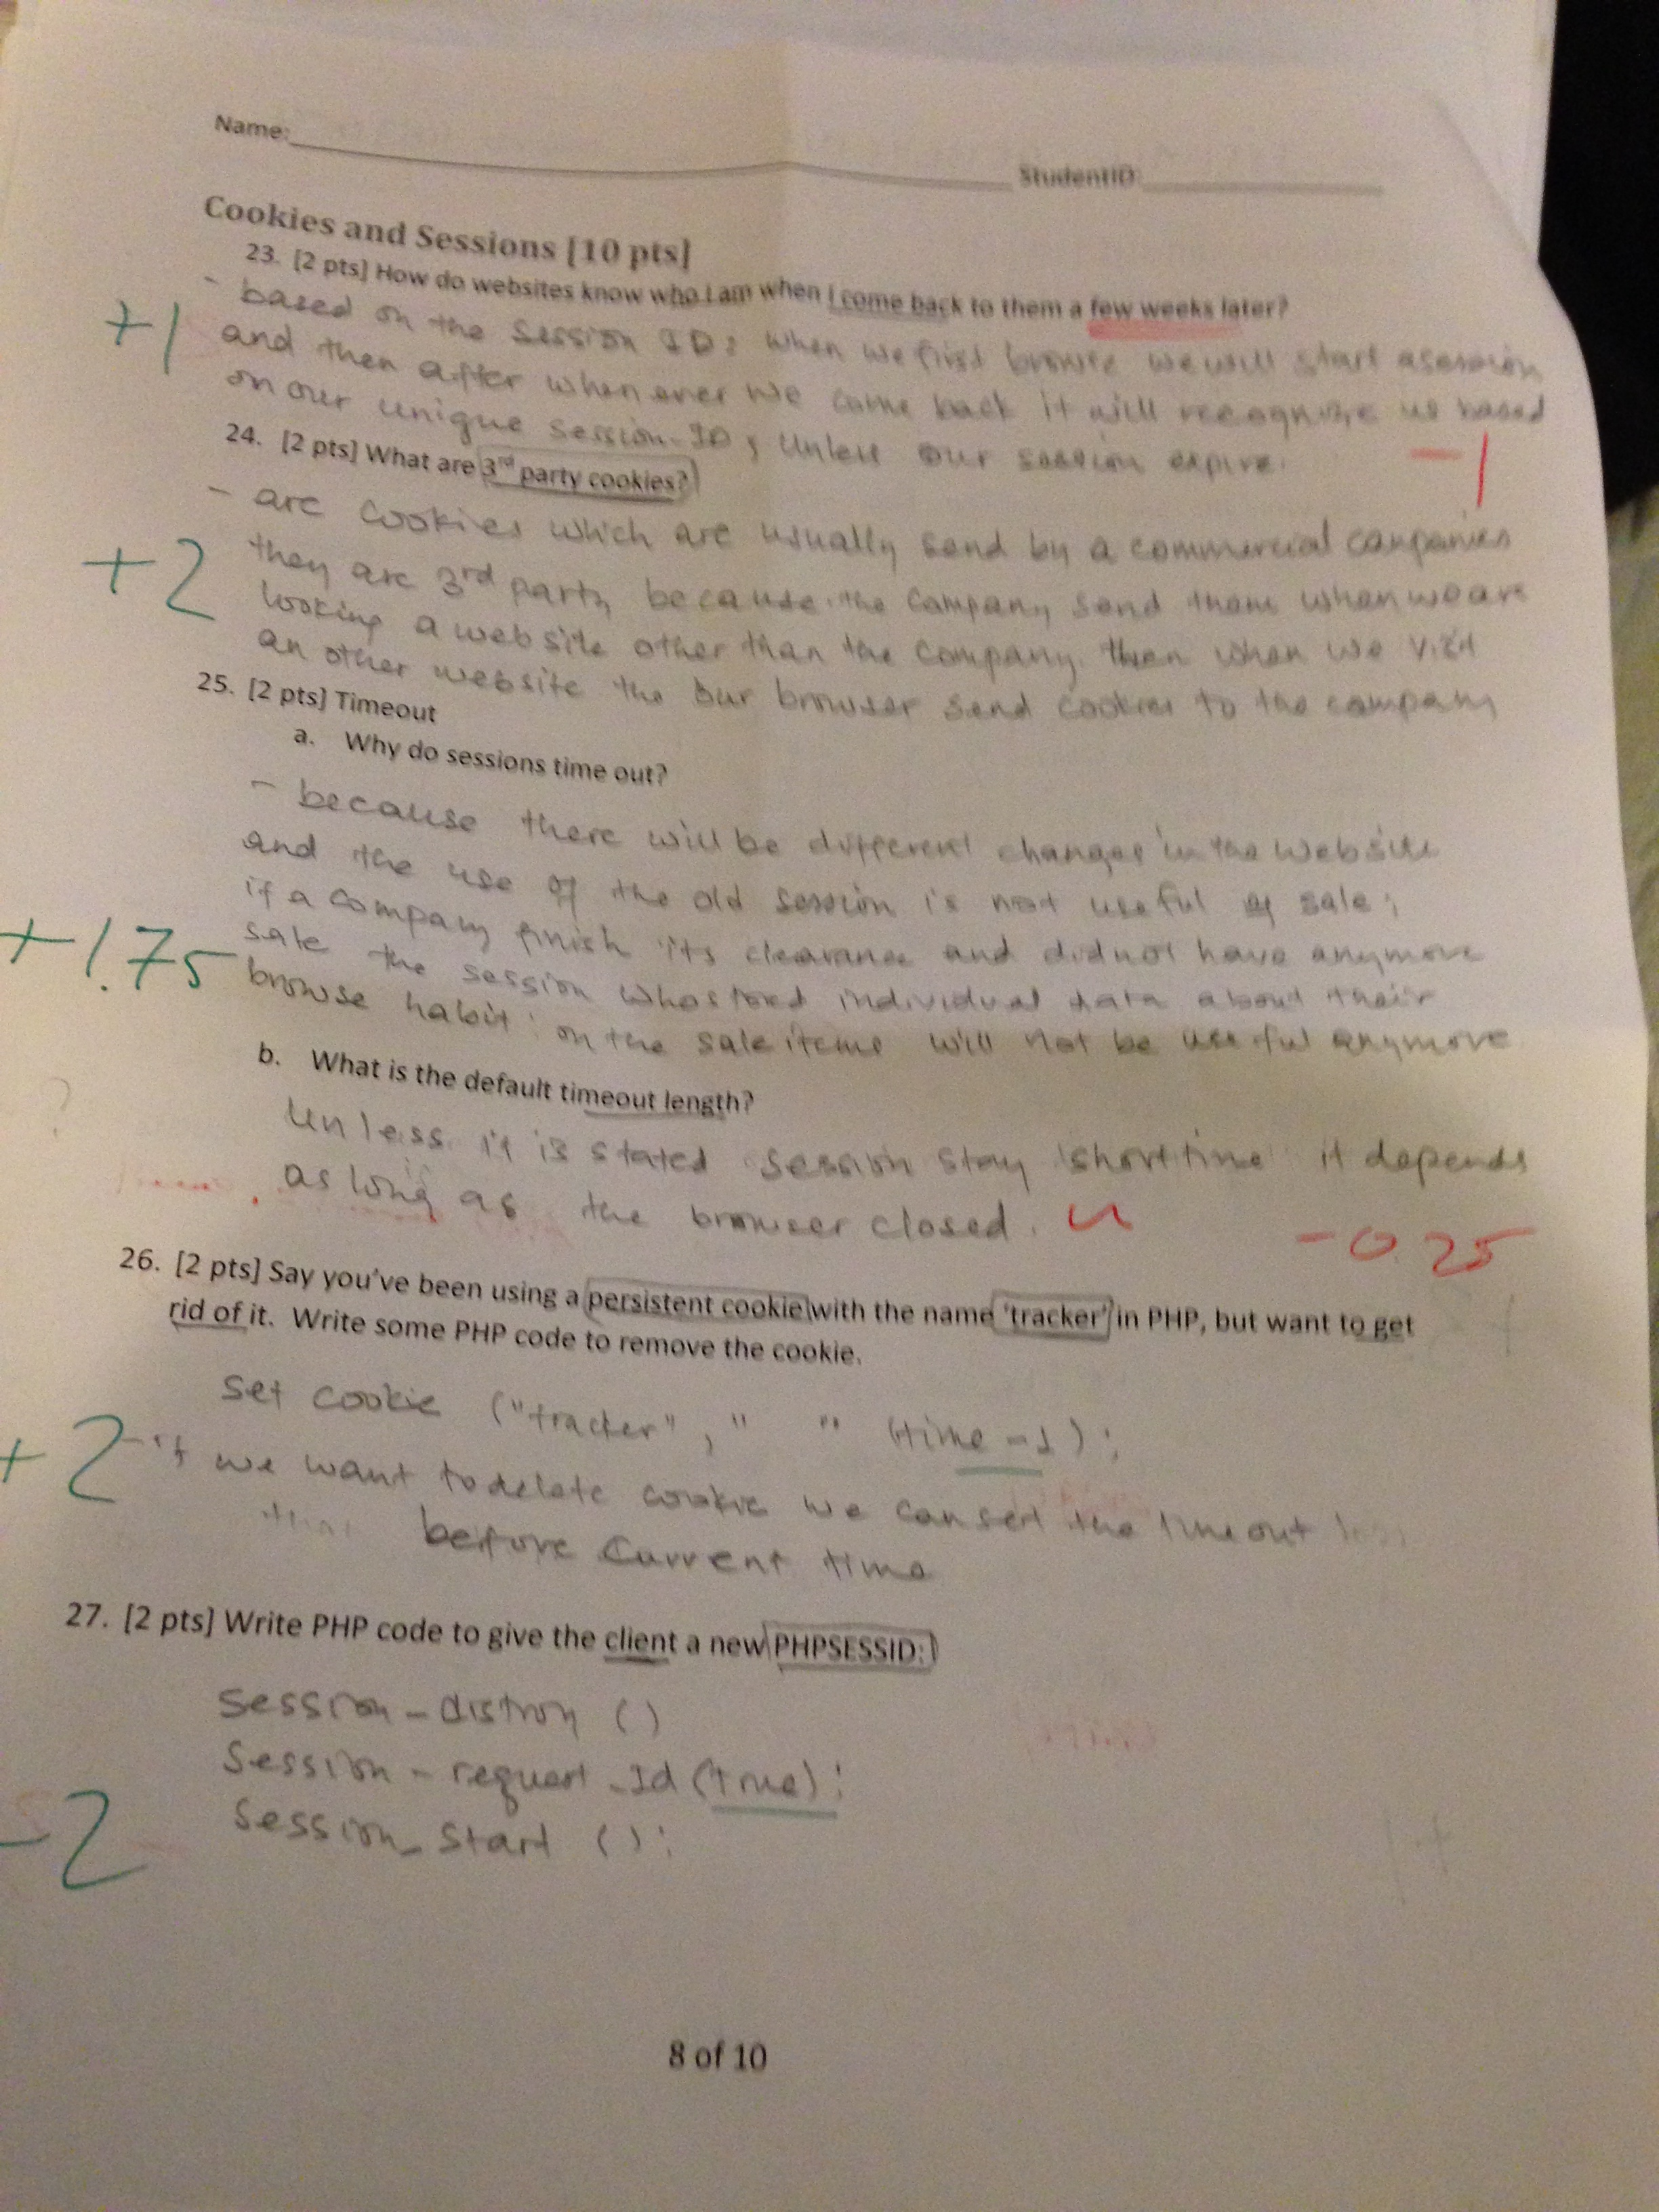 Name:
StudentID:
Cookies and Sessions [10 pts]
23. [2 pts] How do websites know who I am when I come back to them a few weeks later?
- based on the Session ID: when we first browse we will start a session
+1
and then after when ever we come back it will recognize us based
on our unique session ID, unless our session expire.
-1
24. [2 pts] What are 3rd party cookies?
- are cookies which are usually send by a commercial companies
+2
they are 3rd party because the company send them when we are
looking a website other than the company. then when we visit
an other website the our browser send cookies to the company
25. [2 pts] Timeout
a. Why do sessions time out?
- because there will be different changes in the website
and the use of the old session is not useful sale;
if a company finish its clearance and did not have anymore
+1.75
sale the session who stored individual data about their
browse habit on the sale items will not be useful anymore
b. What is the default timeout length?
?
Unless it is stated session stay short time it depends
as long as the browser closed.
-0.25
26. [2 pts] Say you've been using a persistent cookie with the name 'tracker' in PHP, but want to get
rid of it. Write some PHP code to remove the cookie.
set cookie ("tracker", " " (time -1);
+2
- if we want to delete cookie we can set the timeout
than before current time
27. [2 pts] Write PHP code to give the client a new PHPSESSID:
Session - distroy ()
Session - request _Id (true);
Session_ Start ();
-2
8 of 10